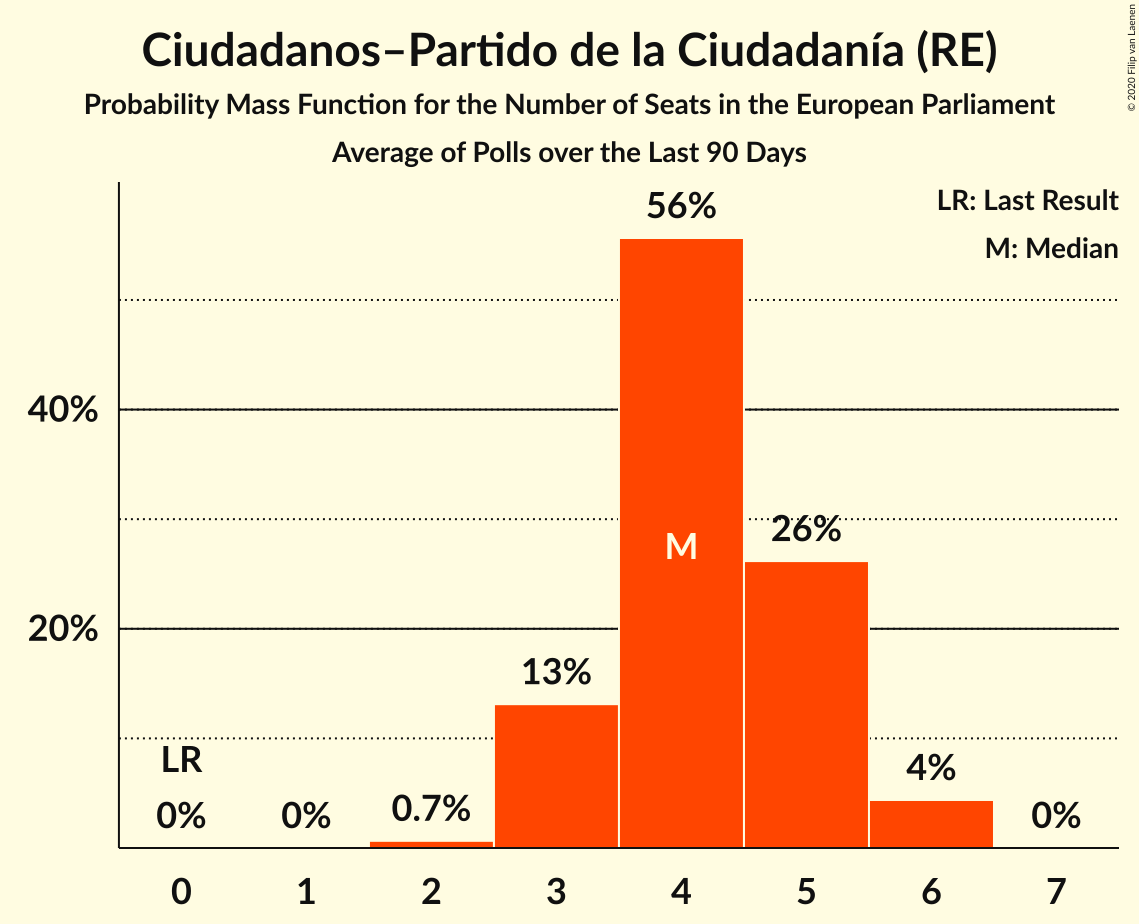 Ciudadanos–Partido de la Ciudadanía (RE)
Probability Mass Function for the Number of Seats in the European Parliament
Average of Polls over the Last 90 Days
© 2020 Filip van Laenen
LR: Last Result
M: Median
56%
40%
26%
M
20%
13%
LR
4%
0%
0%
0.7%
0%
0 1 2 3 4 5 6 7